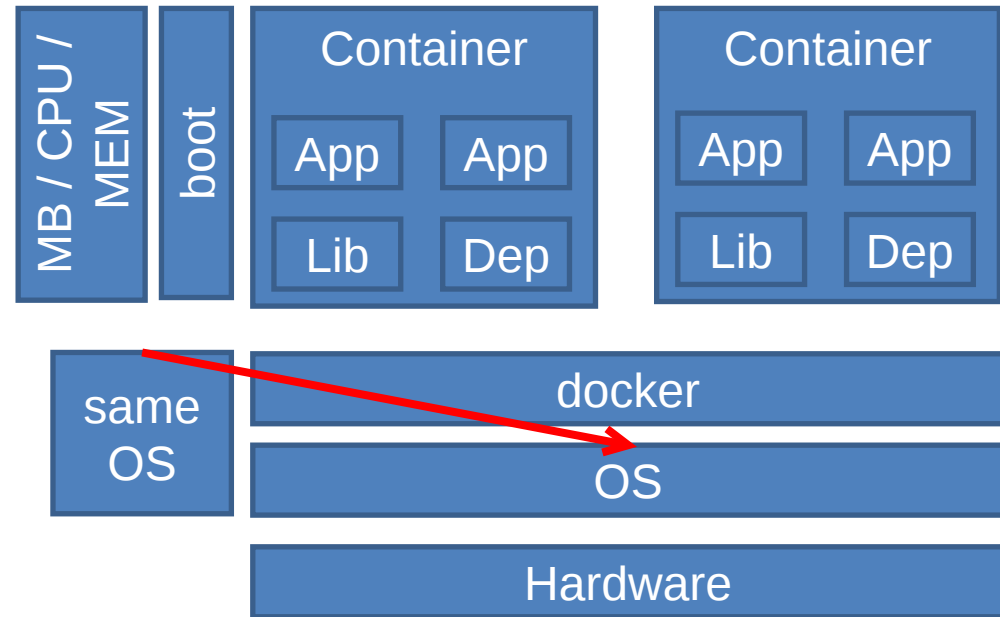 MB / CPU /
MEM
boot
Container
App App
Lib Dep
Container
App App
Lib Dep
same
OS
docker
OS
Hardware